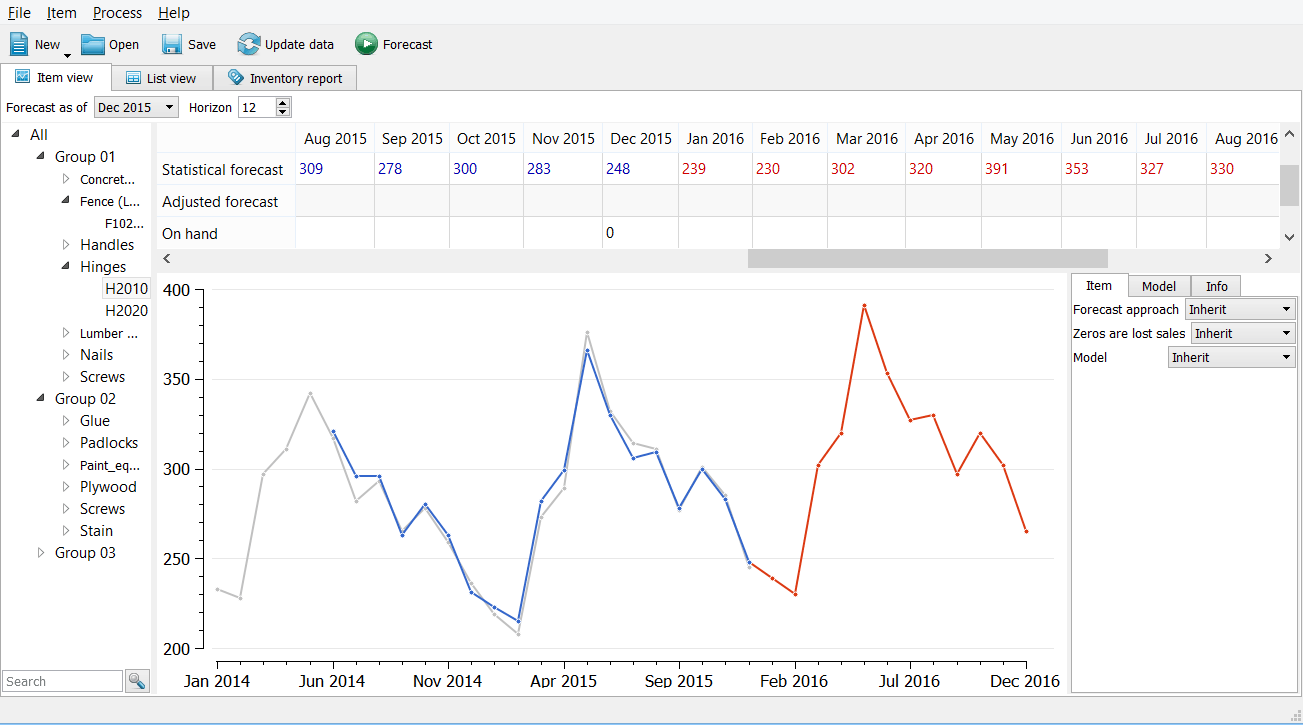 File Item Process Help
New Open Save Update data Forecast
Item view List view Inventory report
Forecast as of Dec 2015 Horizon 12
All
Group 01
Concret...
Fence (L...
F102...
Handles
Hinges
H2010
H2020
Lumber ...
Nails
Screws
Group 02
Glue
Padlocks
Paint_eq...
Plywood
Screws
Stain
Group 03
Search
Aug 2015 Sep 2015 Oct 2015 Nov 2015 Dec 2015 Jan 2016 Feb 2016 Mar 2016 Apr 2016 May 2016 Jun 2016 Jul 2016 Aug 2016
Statistical forecast 309 278 300 283 248 239 230 302 320 391 353 327 330
Adjusted forecast
On hand 0
400
350
300
250
200
Jan 2014 Jun 2014 Nov 2014 Apr 2015 Sep 2015 Feb 2016 Jul 2016 Dec 2016
Item Model Info
Forecast approach Inherit
Zeros are lost sales Inherit
Model Inherit